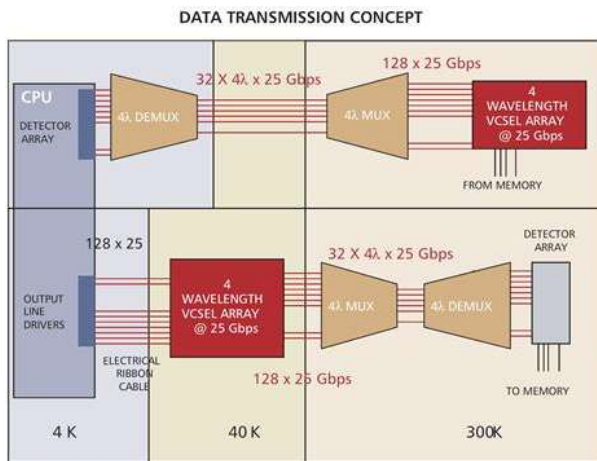 DATA TRANSMISSION CONCEPT
CPU
DETECTOR
ARRAY
4λ DEMUX
32 X 4λ x 25 Gbps
4λ MUX
128 x 25 Gbps
4
WAVELENGTH
VCSEL ARRAY
@ 25 Gbps
FROM MEMORY
OUTPUT
LINE
DRIVERS
128 x 25
ELECTRICAL
RIBBON
CABLE
4
WAVELENGTH
VCSEL ARRAY
@ 25 Gbps
128 x 25 Gbps
32 X 4λ x 25 Gbps
4λ MUX
4λ DEMUX
DETECTOR
ARRAY
TO MEMORY
4 K
40 K
300K